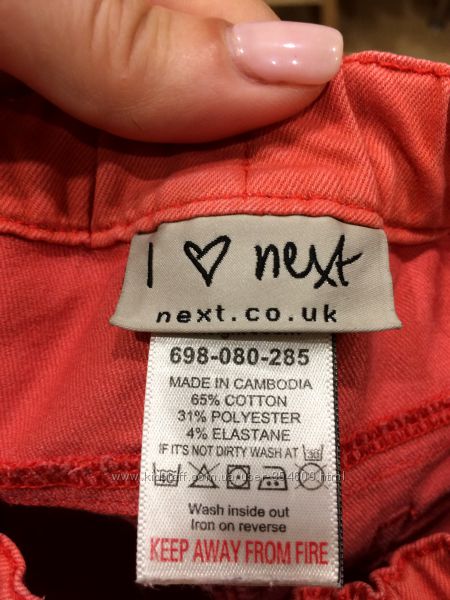 I ♡ next
next.co.uk
698-080-285
MADE IN CAMBODIA
65% COTTON
31% POLYESTER
4% ELASTANE
IF IT'S NOT DIRTY WASH AT 30
Wash inside out
Iron on reverse
KEEP AWAY FROM FIRE